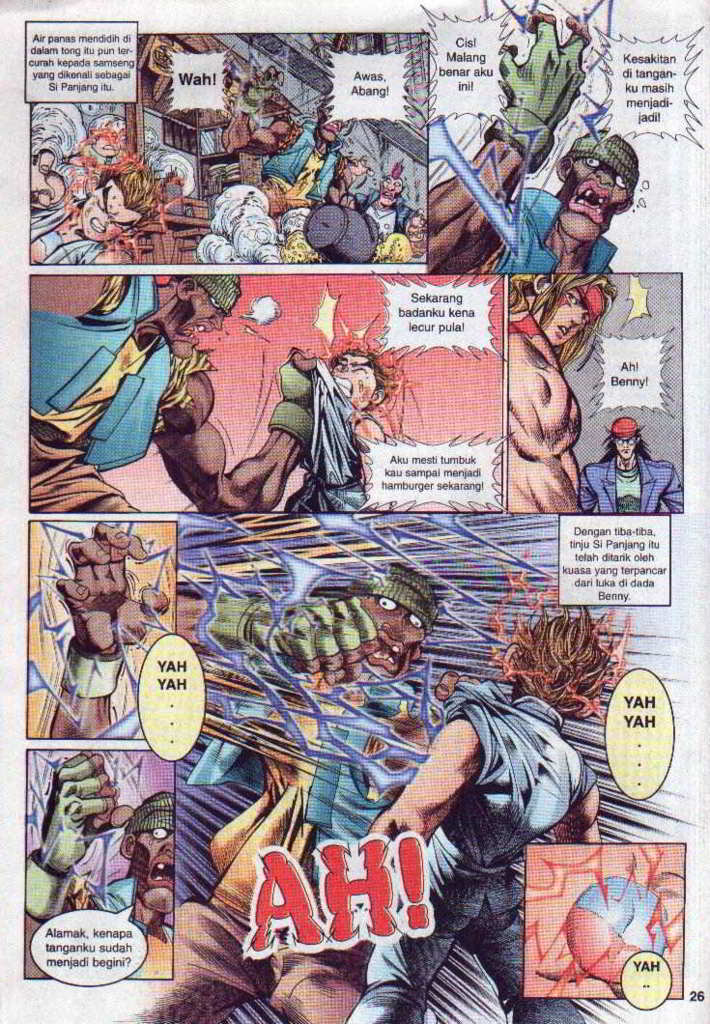 Air panas mendidih di
dalam tong itu pun ter-
curah kepada samseng
yang dikenali sebagai
Si Panjang itu.
Wah!
Awas,
Abang!
Cis!
Malang
benar aku
ini!
Kesakitan
di tangan-
ku masih
menjadi-
jadi!
Sekarang
badanku kena
lecur pula!
Aku mesti tumbuk
kau sampai menjadi
hamburger sekarang!
Ah!
Benny!
Dengan tiba-tiba,
tinju Si Panjang itu
telah ditarik oleh
kuasa yang terpancar
dari luka di dada
Benny.
YAH
YAH
.
.
.
.
YAH
YAH
.
.
.
AH!
Alamak, kenapa
tanganku sudah
menjadi begini?
YAH
..
26